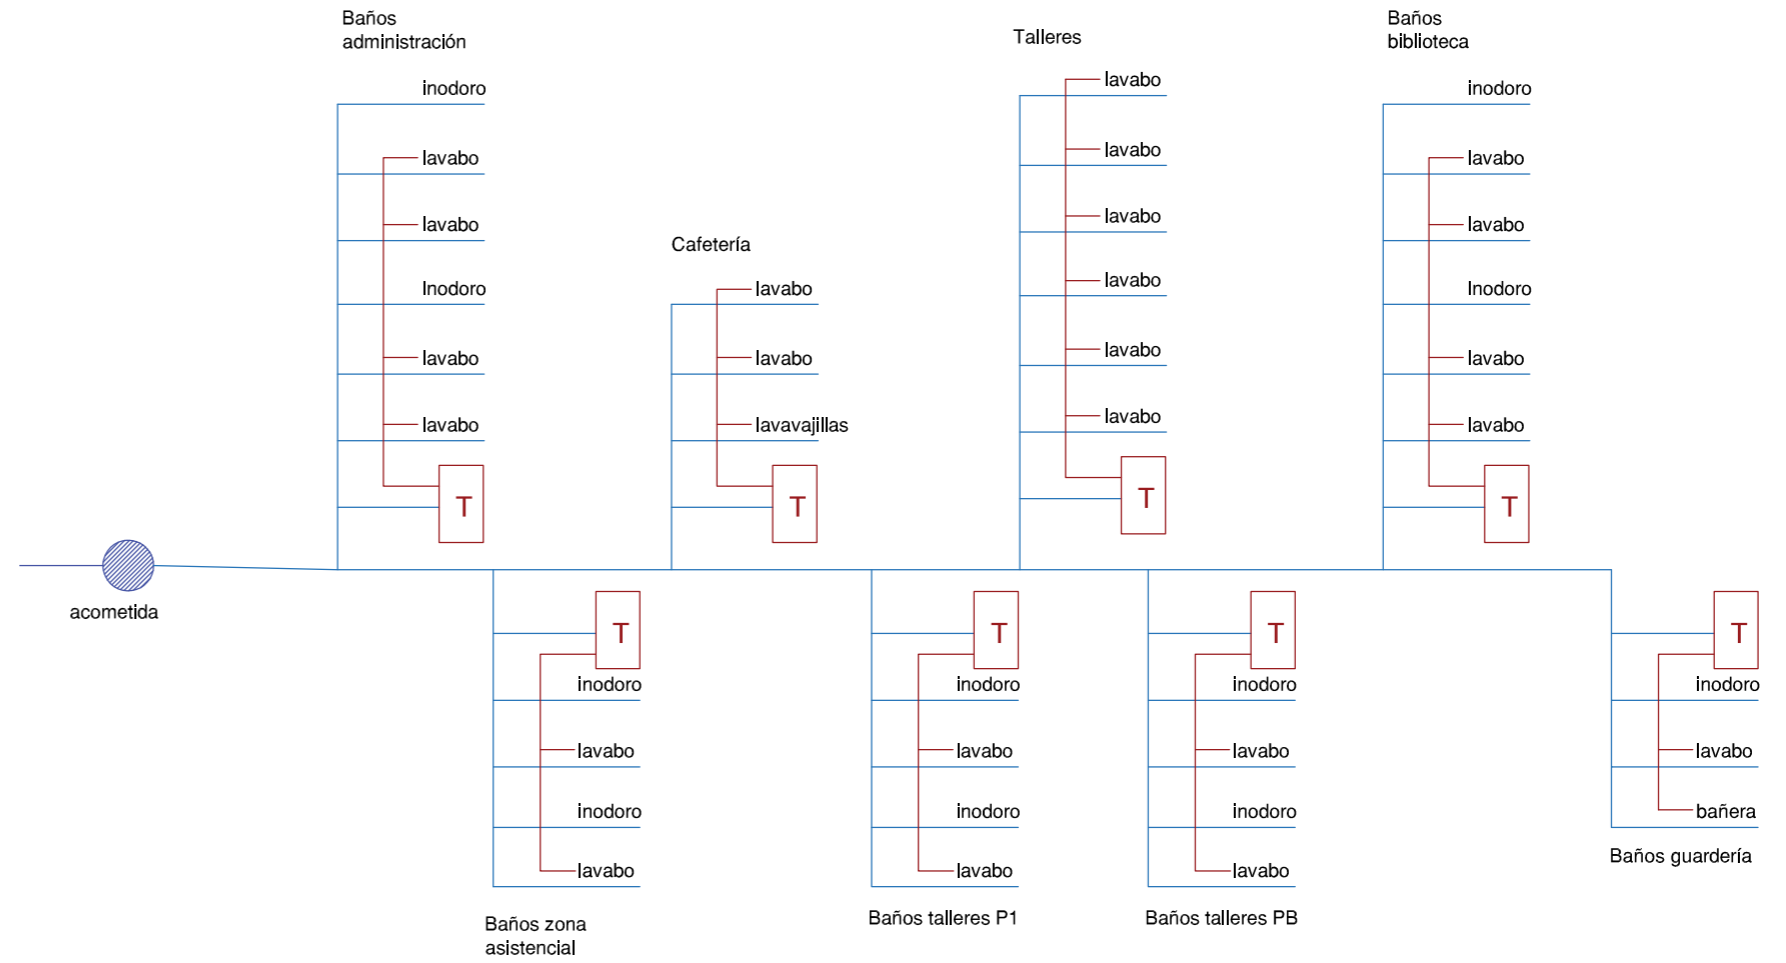 Baños
administración
inodoro
lavabo
lavabo
Inodoro
lavabo
lavabo
T
Cafetería
lavabo
lavabo
lavavajillas
T
Talleres
lavabo
lavabo
lavabo
lavabo
lavabo
lavabo
T
Baños
biblioteca
inodoro
lavabo
lavabo
Inodoro
lavabo
lavabo
T
acometida
T
inodoro
lavabo
inodoro
lavabo
Baños zona
asistencial
T
inodoro
lavabo
inodoro
lavabo
Baños talleres P1
T
inodoro
lavabo
inodoro
lavabo
Baños talleres PB
T
inodoro
lavabo
bañera
Baños guardería